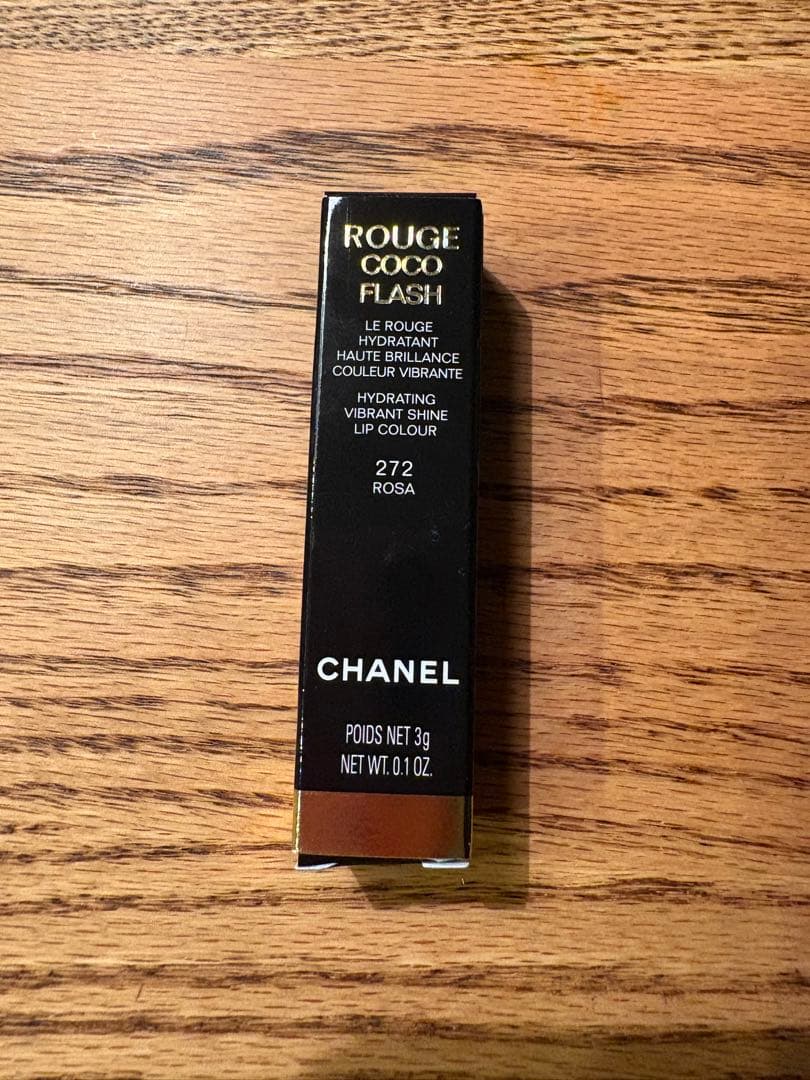 ROUGE
COCO
FLASH
LE ROUGE
HYDRATANT
HAUTE BRILLANCE
COULEUR VIBRANTE
HYDRATING
VIBRANT SHINE
LIP COLOUR
272
ROSA
CHANEL
POIDS NET 3g
NET WT. 0.1 OZ.